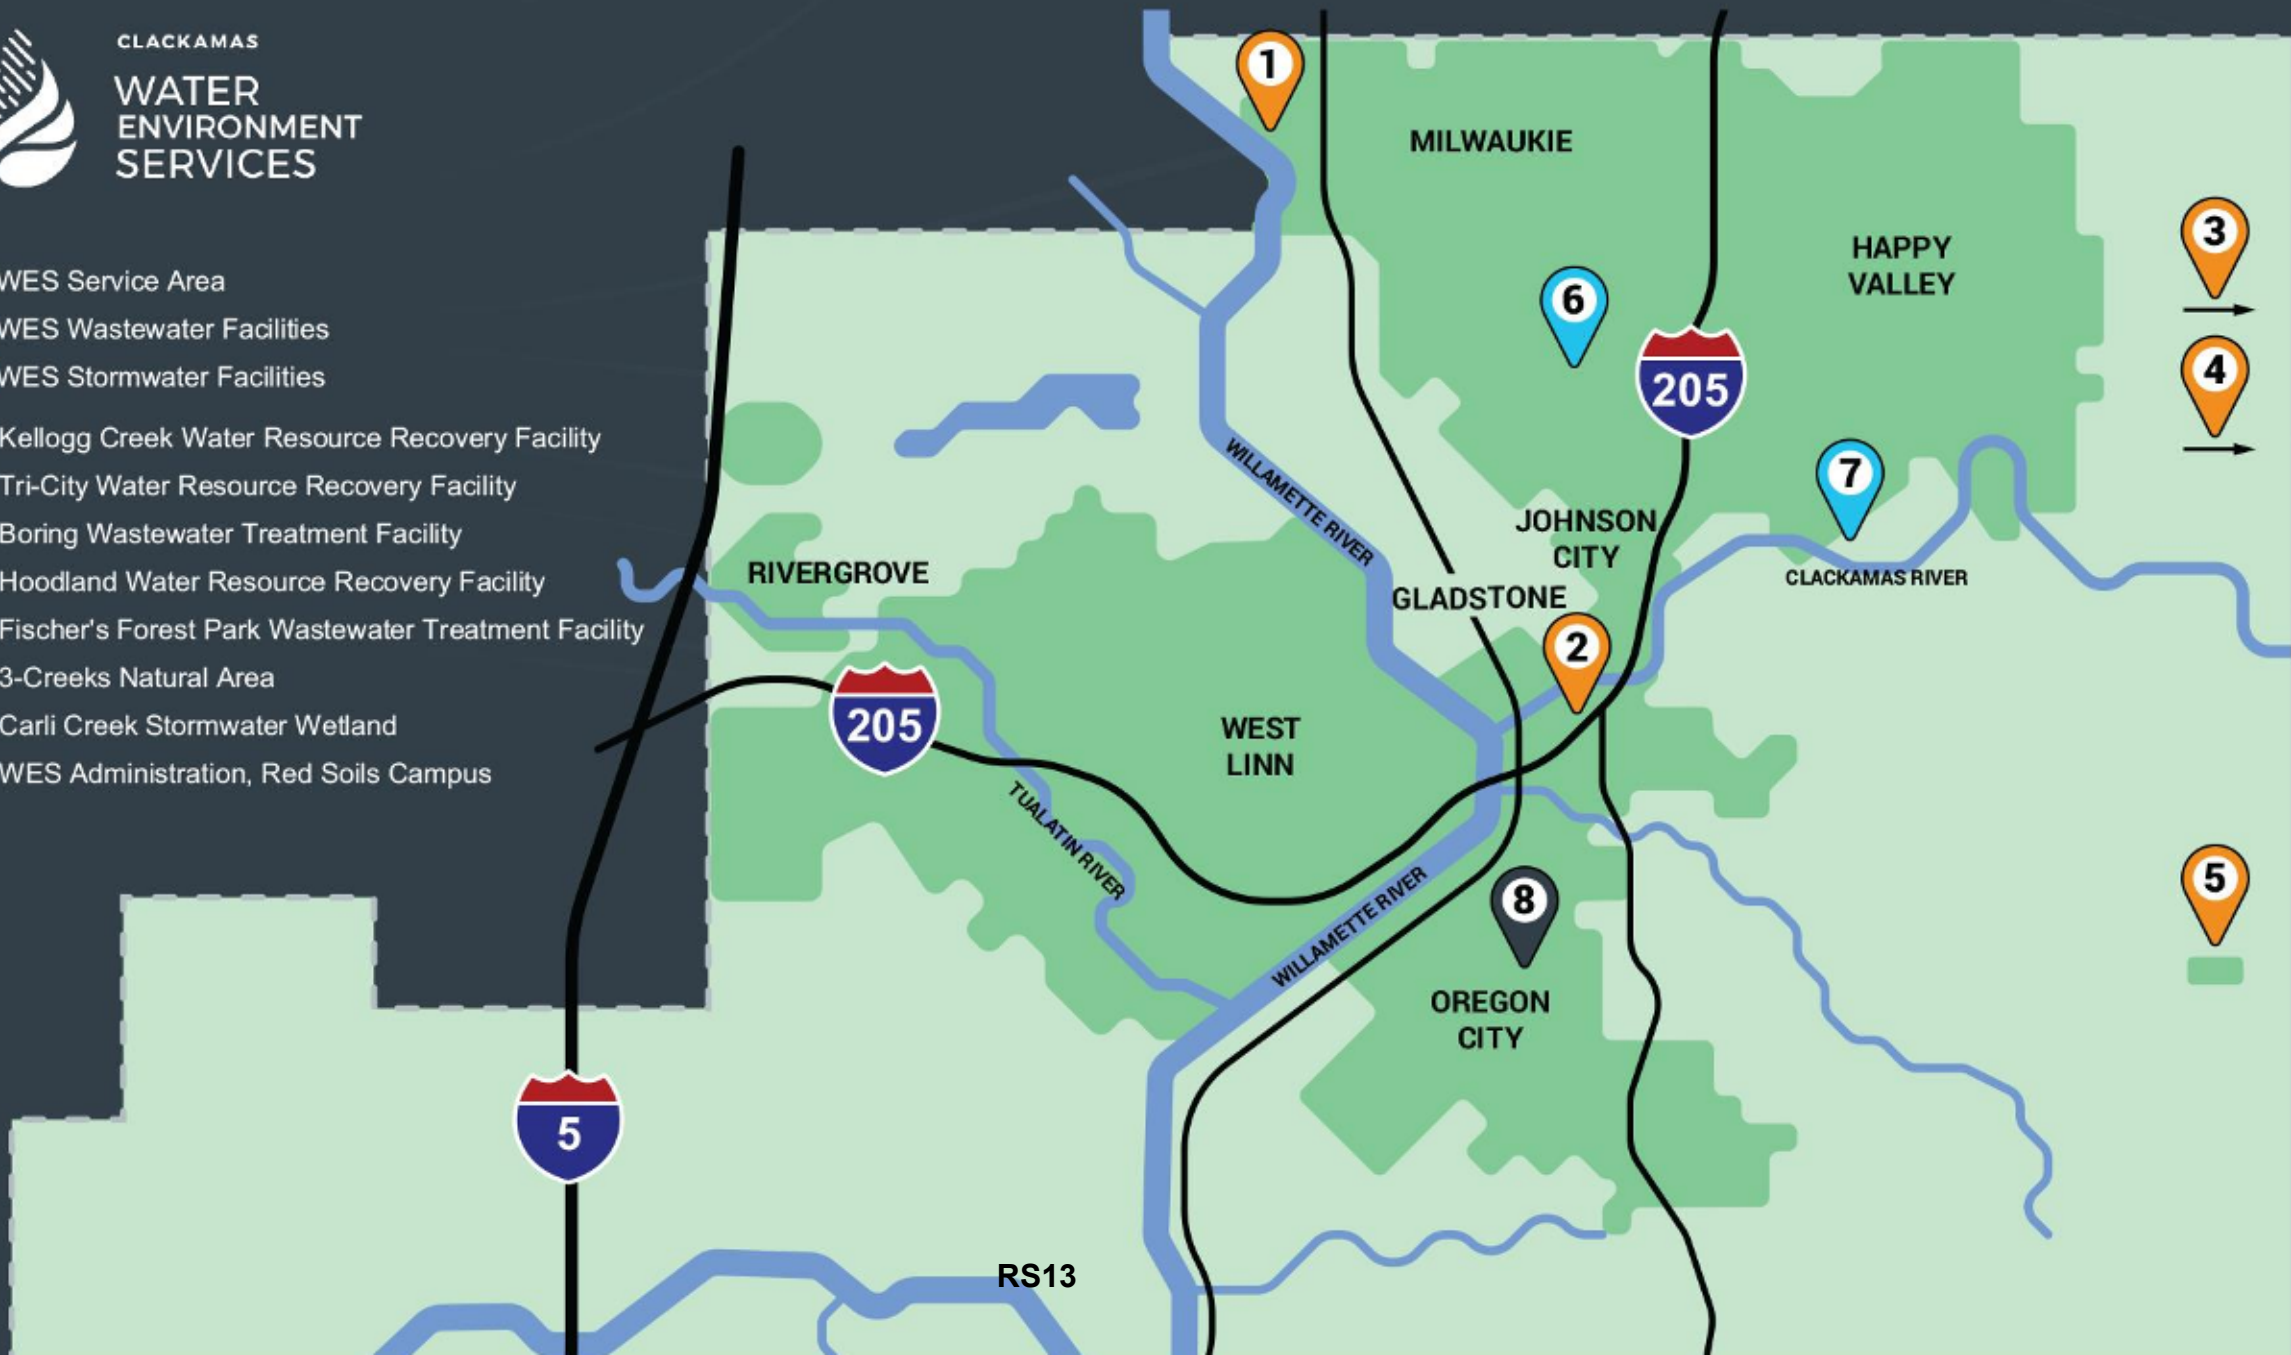 CLACKAMAS
WATER
ENVIRONMENT
SERVICES
WES Service Area
WES Wastewater Facilities
WES Stormwater Facilities
Kellogg Creek Water Resource Recovery Facility
Tri-City Water Resource Recovery Facility
Boring Wastewater Treatment Facility
Hoodland Water Resource Recovery Facility
Fischer's Forest Park Wastewater Treatment Facility
3-Creeks Natural Area
Carli Creek Stormwater Wetland
WES Administration, Red Soils Campus
1
MILWAUKIE
HAPPY
VALLEY
3
6
205
4
7
WILLAMETTE RIVER
JOHNSON
CITY
CLACKAMAS RIVER
RIVERGROVE
GLADSTONE
2
205
WEST
LINN
TUALATIN RIVER
WILLAMETTE RIVER
8
5
OREGON
CITY
5
RS13